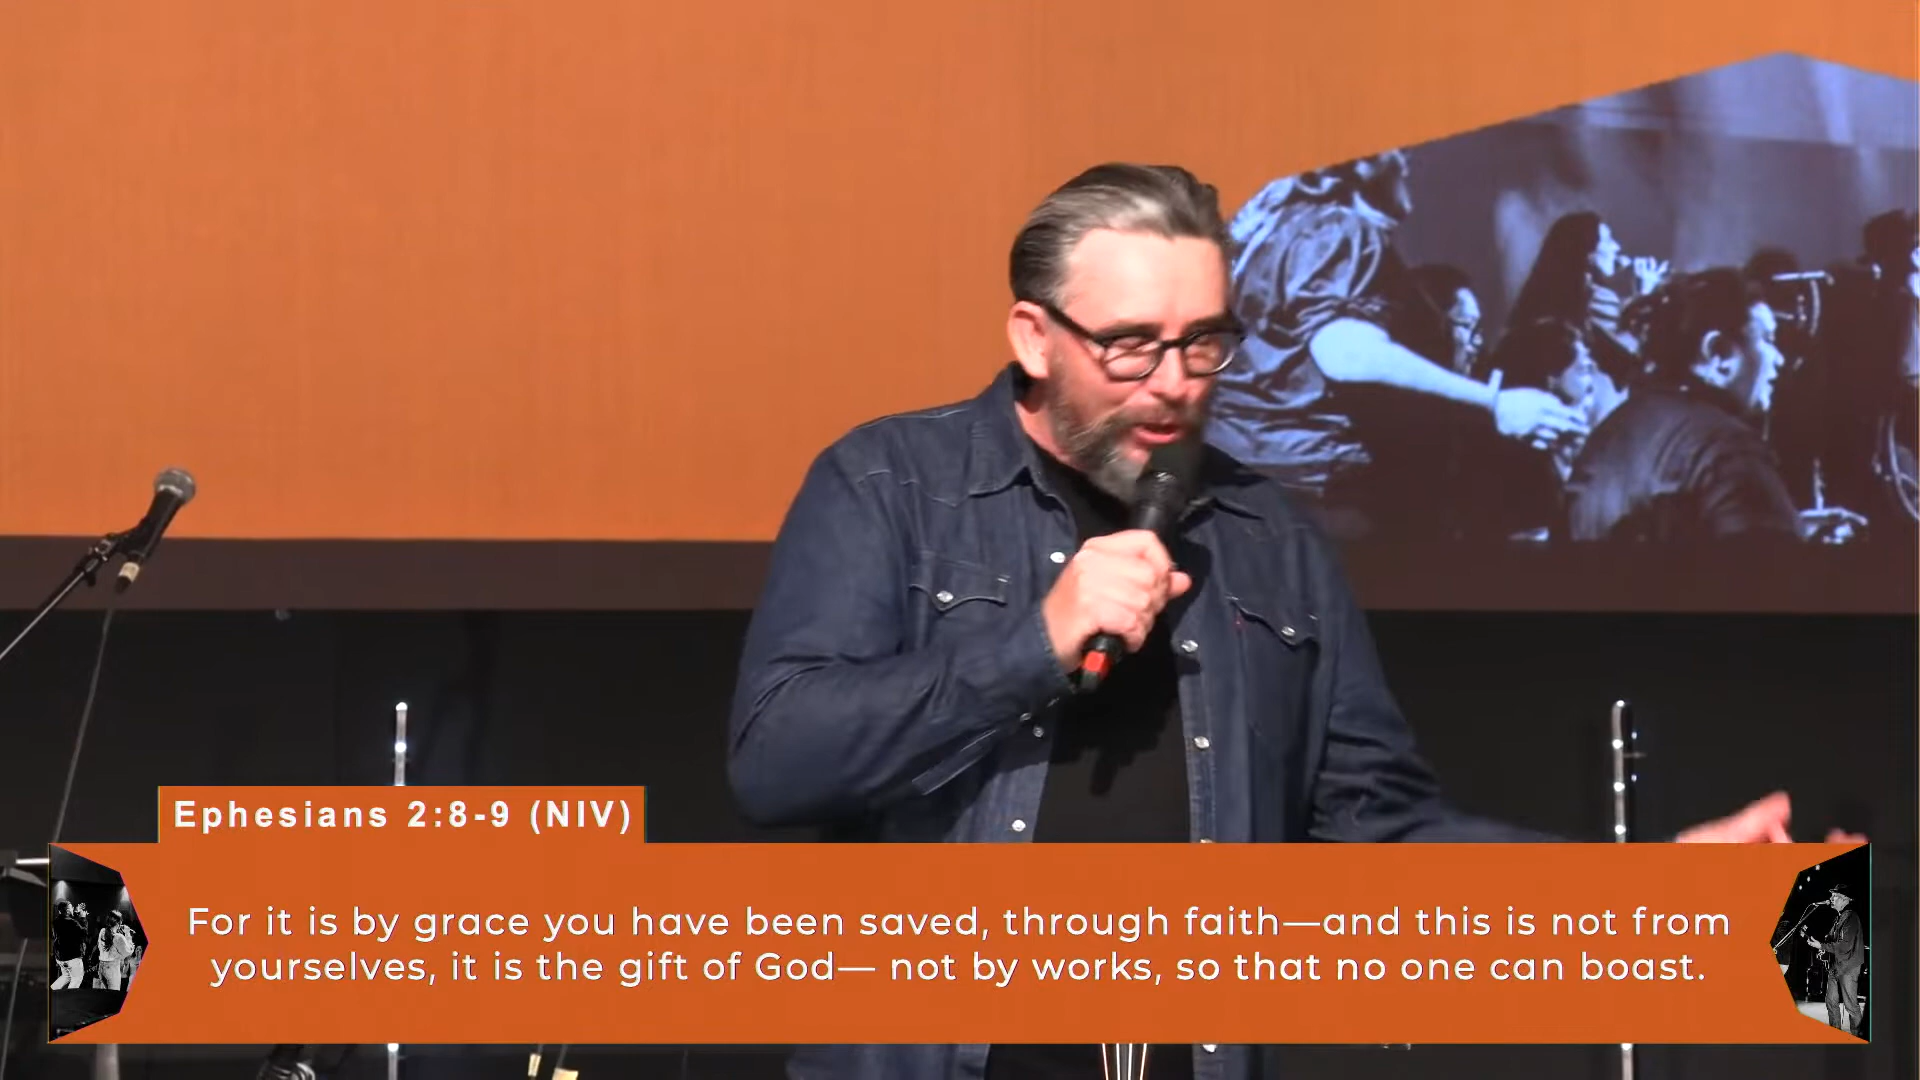 Ephesians 2:8-9 (NIV)
For it is by grace you have been saved, through faith—and this is not from
yourselves, it is the gift of God— not by works, so that no one can boast.